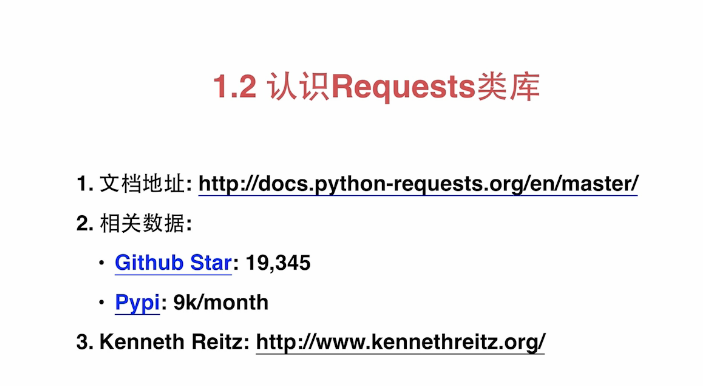 1.2 认识Requests类库
1. 文档地址: http://docs.python-requests.org/en/master/
2. 相关数据:
• Github Star: 19,345
• Pypi: 9k/month
3. Kenneth Reitz: http://www.kennethreitz.org/